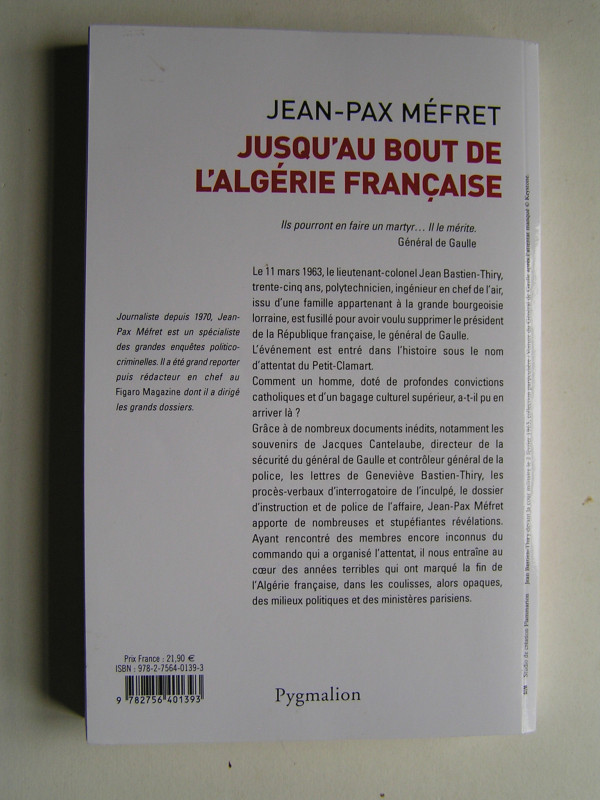 JEAN-PAX MÉFRET
JUSQU'AU BOUT DE
L'ALGÉRIE FRANÇAISE
Ils pourront en faire un martyr… Il le mérite.
Général de Gaulle
Le 11 mars 1963, le lieutenant-colonel Jean Bastien-Thiry,
trente-cinq ans, polytechnicien, ingénieur en chef de l'air,
issu d'une famille appartenant à la grande bourgeoisie
lorraine, est fusillé pour avoir voulu supprimer le président
de la République française, le général de Gaulle.
L'événement est entré dans l'histoire sous le nom
d'attentat du Petit-Clamart.
Comment un homme, doté de profondes convictions
catholiques et d'un bagage culturel supérieur, a-t-il pu en
arriver là ?
Grâce à de nombreux documents inédits, notamment les
souvenirs de Jacques Cantelaube, directeur de la
sécurité du général de Gaulle et contrôleur général de la
police, les lettres de Geneviève Bastien-Thiry, les
procès-verbaux d'interrogatoire de l'inculpé, le dossier
d'instruction et de police de l'affaire, Jean-Pax Méfret
apporte de nombreuses et stupéfiantes révélations.
Ayant rencontré des membres encore inconnus du
commando qui a organisé l'attentat, il nous entraîne au
cœur des années terribles qui ont marqué la fin de
l'Algérie française, dans les coulisses, alors opaques,
des milieux politiques et des ministères parisiens.
Journaliste depuis 1970, Jean-
Pax Méfret est un spécialiste
des grandes enquêtes politico-
criminelles. Il a été grand reporter
puis rédacteur en chef au
Figaro Magazine dont il a dirigé
les grands dossiers.
Prix France : 21,90 €
ISBN : 978-2-7564-0139-3
9 782756 401393
Pygmalion
Studio de création Flammarion